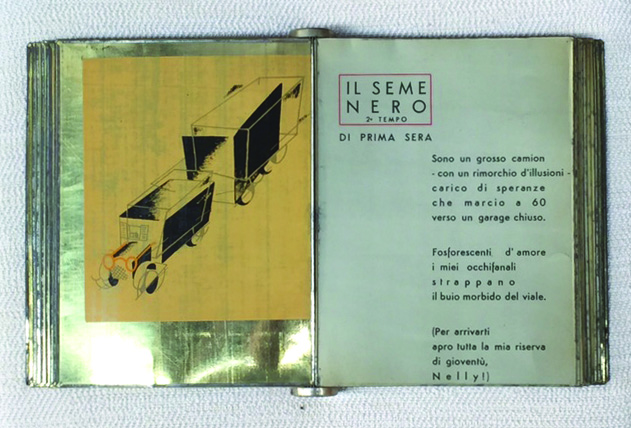 IL SEME
NERO
2º TEMPO
DI PRIMA SERA
Sono un grosso camion
- con un rimorchio d'illusioni -
carico di speranze
che marcio a 60
verso un garage chiuso.
Fosforescenti d'amore
i miei occhifanali
strappano
il buio morbido del viale.
(Per arrivarti
apro tutta la mia riserva
di gioventù,
Nelly!)